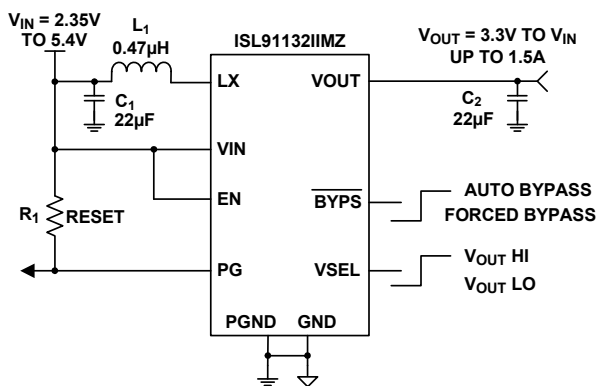 V_IN = 2.35V
TO 5.4V
L_1
0.47µH
ISL91132IIMZ
V_OUT = 3.3V TO V_IN
UP TO 1.5A
LX
VOUT
C_1
22µF
C_2
22µF
VIN
EN
BYPS
AUTO BYPASS
FORCED BYPASS
R_1
RESET
PG
VSEL
V_OUT HI
V_OUT LO
PGND
GND